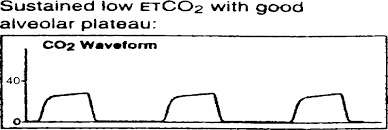 Sustained low ETCO₂ with good
alveolar plateau:
CO₂ Waveform
40
0